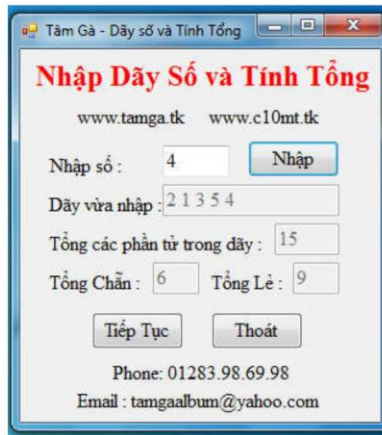 Tâm Gà - Dãy số và Tính Tổng
Nhập Dãy Số và Tính Tổng
www.tamga.tk www.c10mt.tk
Nhập số : 4 Nhập
Dãy vừa nhập : 2 1 3 5 4
Tổng các phần tử trong dãy : 15
Tổng Chẵn : 6 Tổng Lẻ : 9
Tiếp Tục Thoát
Phone: 01283.98.69.98
Email : tamgaalbum@yahoo.com